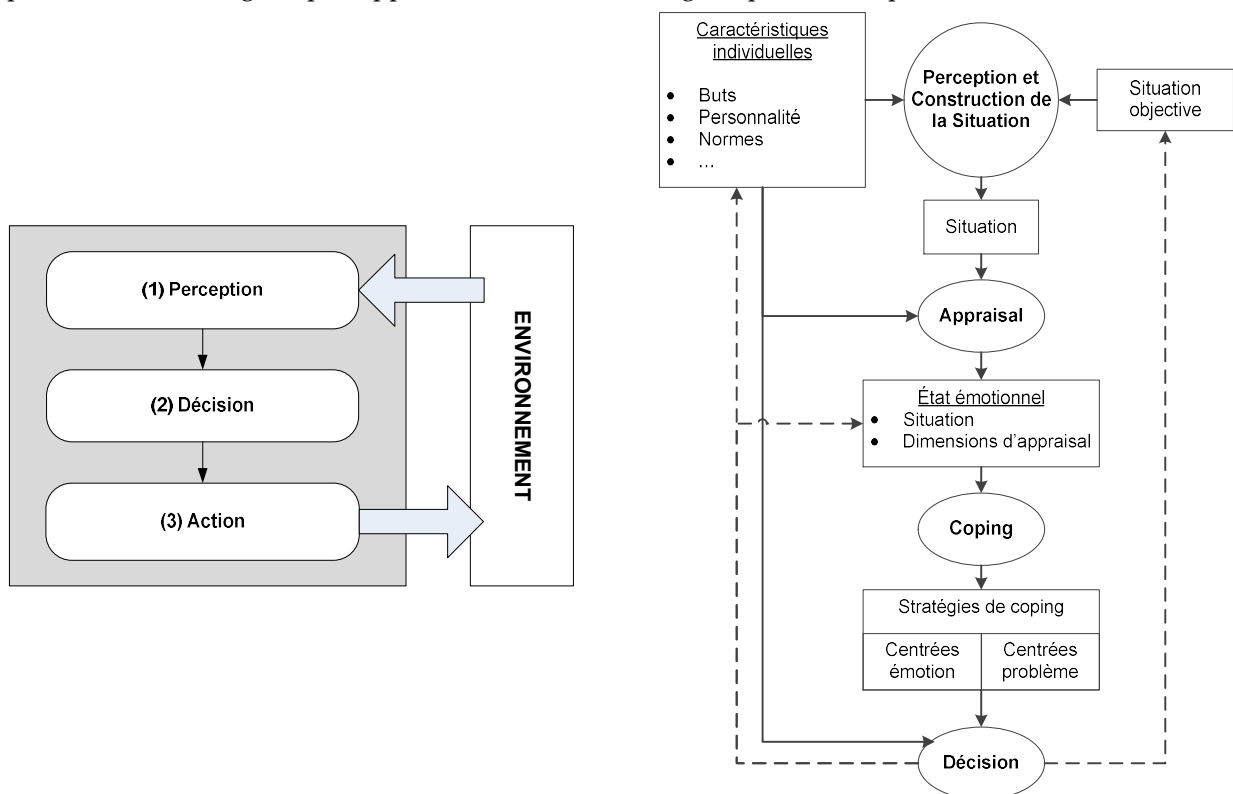 (1) Perception
(2) Décision
(3) Action
ENVIRONNEMENT
Caractéristiques
individuelles
• Buts
• Personnalité
• Normes
• ...
Perception et
Construction de
la Situation
Situation
objective
Situation
Appraisal
État émotionnel
• Situation
• Dimensions d'appraisal
Coping
Stratégies de coping
Centrées
émotion
Centrées
problème
Décision